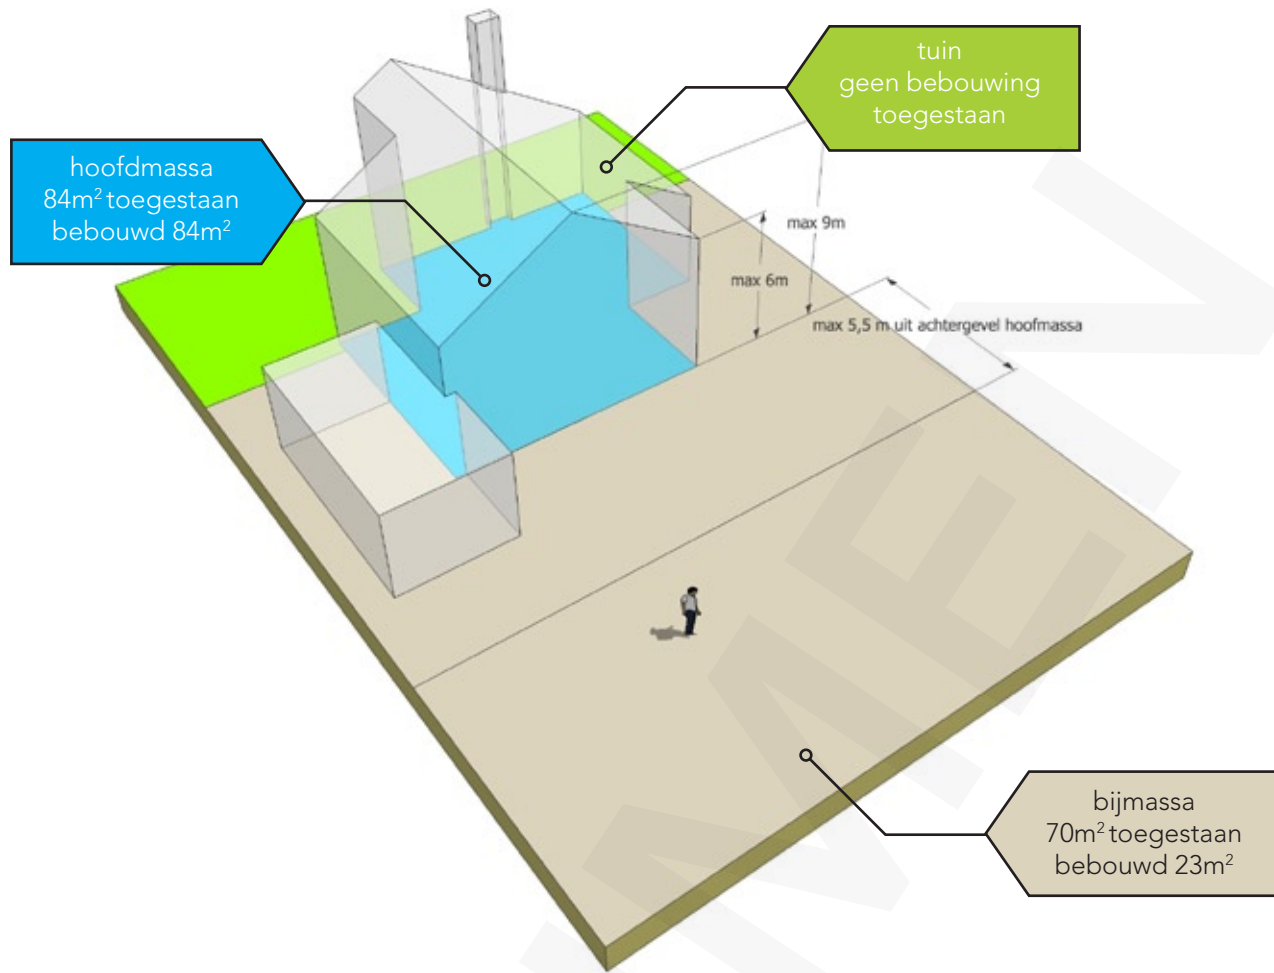 tuin
geen bebouwing
toegestaan
hoofdmassa
84m² toegestaan
bebouwd 84m²
max 9m
max 6m
max 5,5 m uit achtergevel hoofmassa
bijmassa
70m² toegestaan
bebouwd 23m²